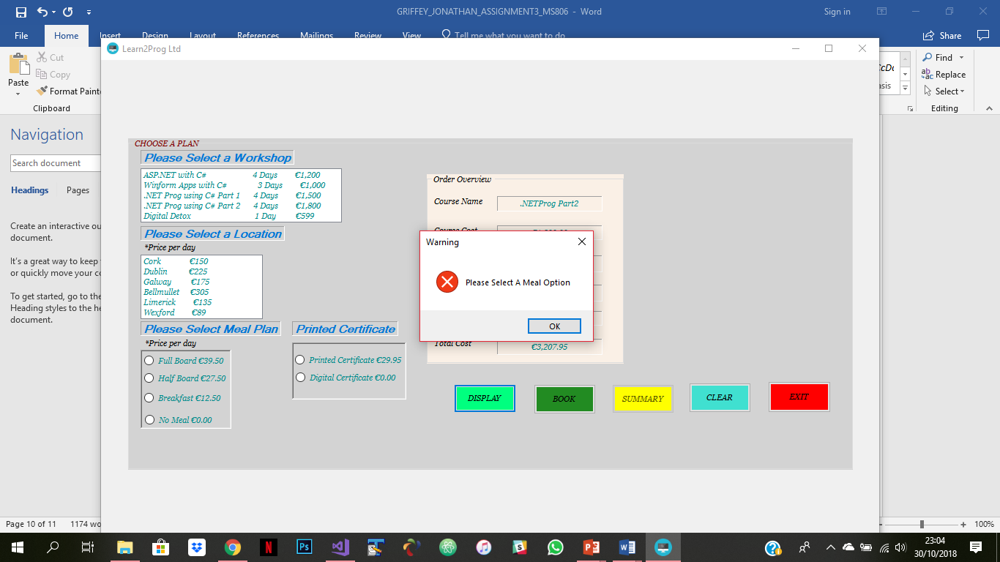 GRIFFEY_JONATHAN_ASSIGNMENT3_MS806 - Word
Sign in
File Home Insert Design Layout References Mailings Review View Tell me what you want to do
Share
Learn2Prog Ltd
Paste
Cut
Copy
Format Painte
Clipboard
Find
Replace
Select
Editing
Navigation
Search document
Headings Pages
Create an interactive ou
document.
It's a great way to keep
or quickly move your co
To get started, go to the
Heading styles to the he
document.
CHOOSE A PLAN
Please Select a Workshop
ASP.NET with C# 4 Days €1,200
Winform Apps with C# 3 Days €1,000
.NET Prog using C# Part 1 4 Days €1,500
.NET Prog using C# Part 2 4 Days €1,800
Digital Detox 1 Day €599
Please Select a Location
*Price per day
Cork €150
Dublin €225
Galway €175
Bellmullet €305
Limerick €135
Wexford €89
Please Select Meal Plan
*Price per day
Full Board €39.50
Half Board €27.50
Breakfast €12.50
No Meal €0.00
Printed Certificate
Printed Certificate €29.95
Digital Certificate €0.00
Order Overview
Course Name .NETProg Part2
Course Cost
Total Cost €3,207.95
Warning
Please Select A Meal Option
OK
DISPLAY BOOK SUMMARY CLEAR EXIT
Page 10 of 11 1174 wo
100%
23:04
30/10/2018